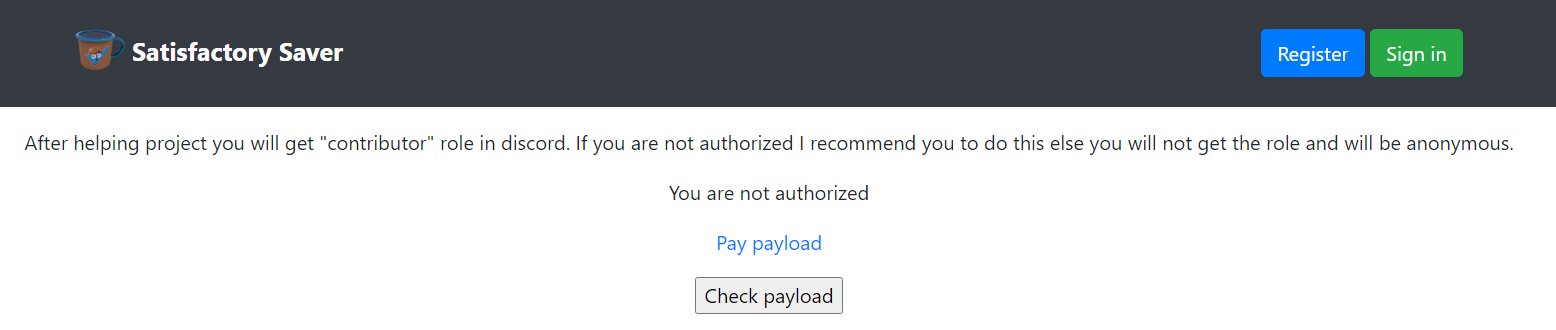 Satisfactory Saver
Register
Sign in
After helping project you will get "contributor" role in discord. If you are not authorized I recommend you to do this else you will not get the role and will be anonymous.
You are not authorized
Pay payload
Check payload